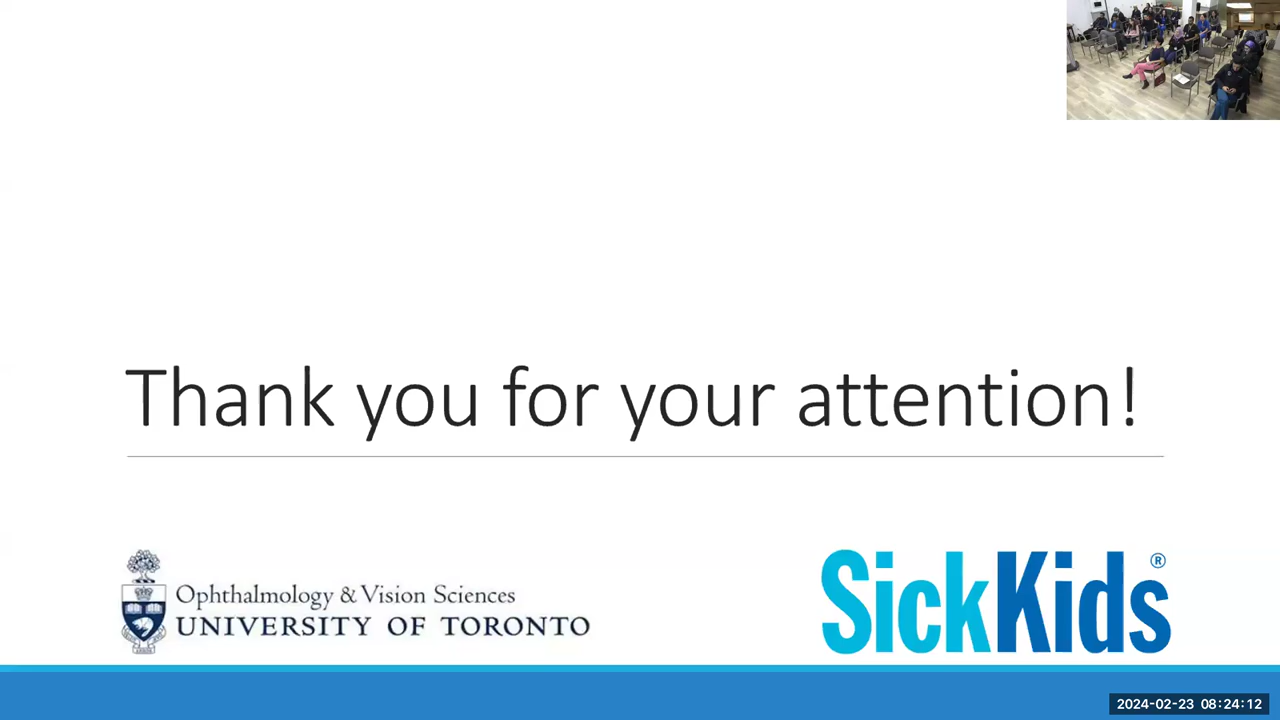 Thank you for your attention!
Ophthalmology & Vision Sciences
UNIVERSITY OF TORONTO
SickKids®
2024-02-23 08:24:12